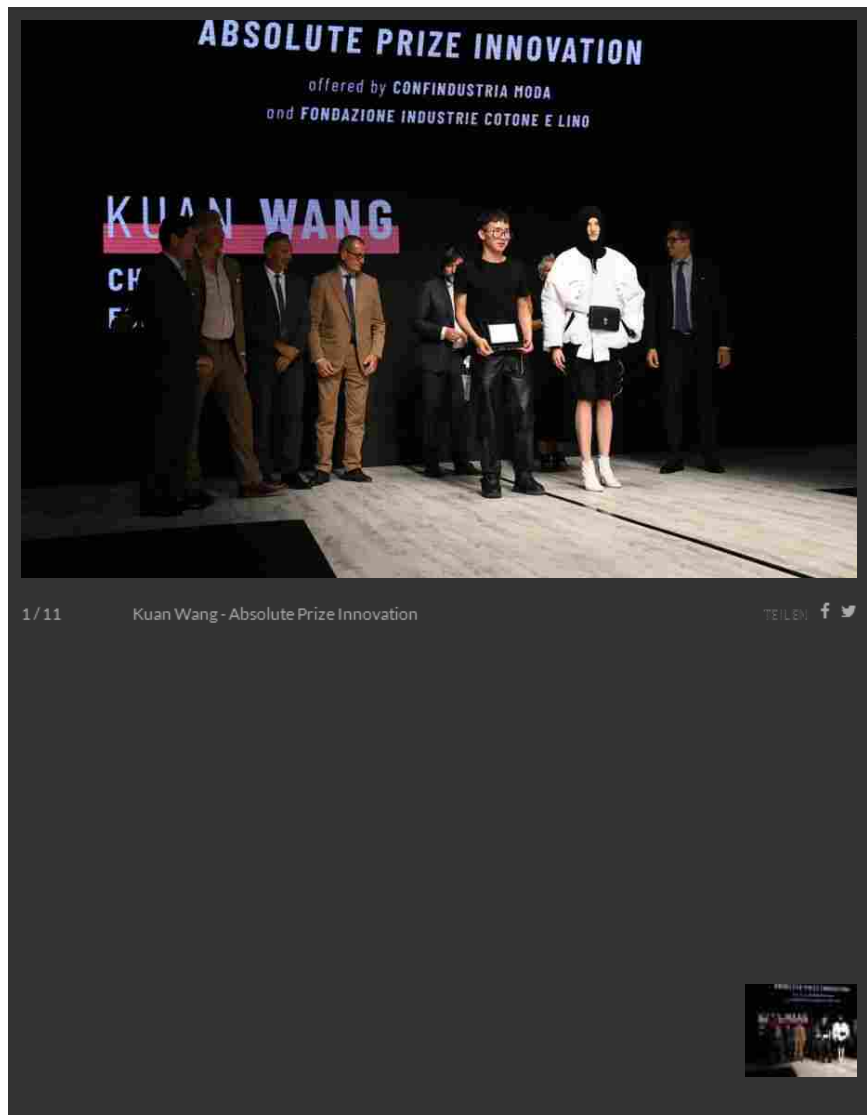 ABSOLUTE PRIZE INNOVATION
offered by CONFINDUSTRIA MODA
and FONDAZIONE INDUSTRIE COTONE E LINO
KUAN WANG
CH
1 / 11
Kuan Wang - Absolute Prize Innovation
TEILEN